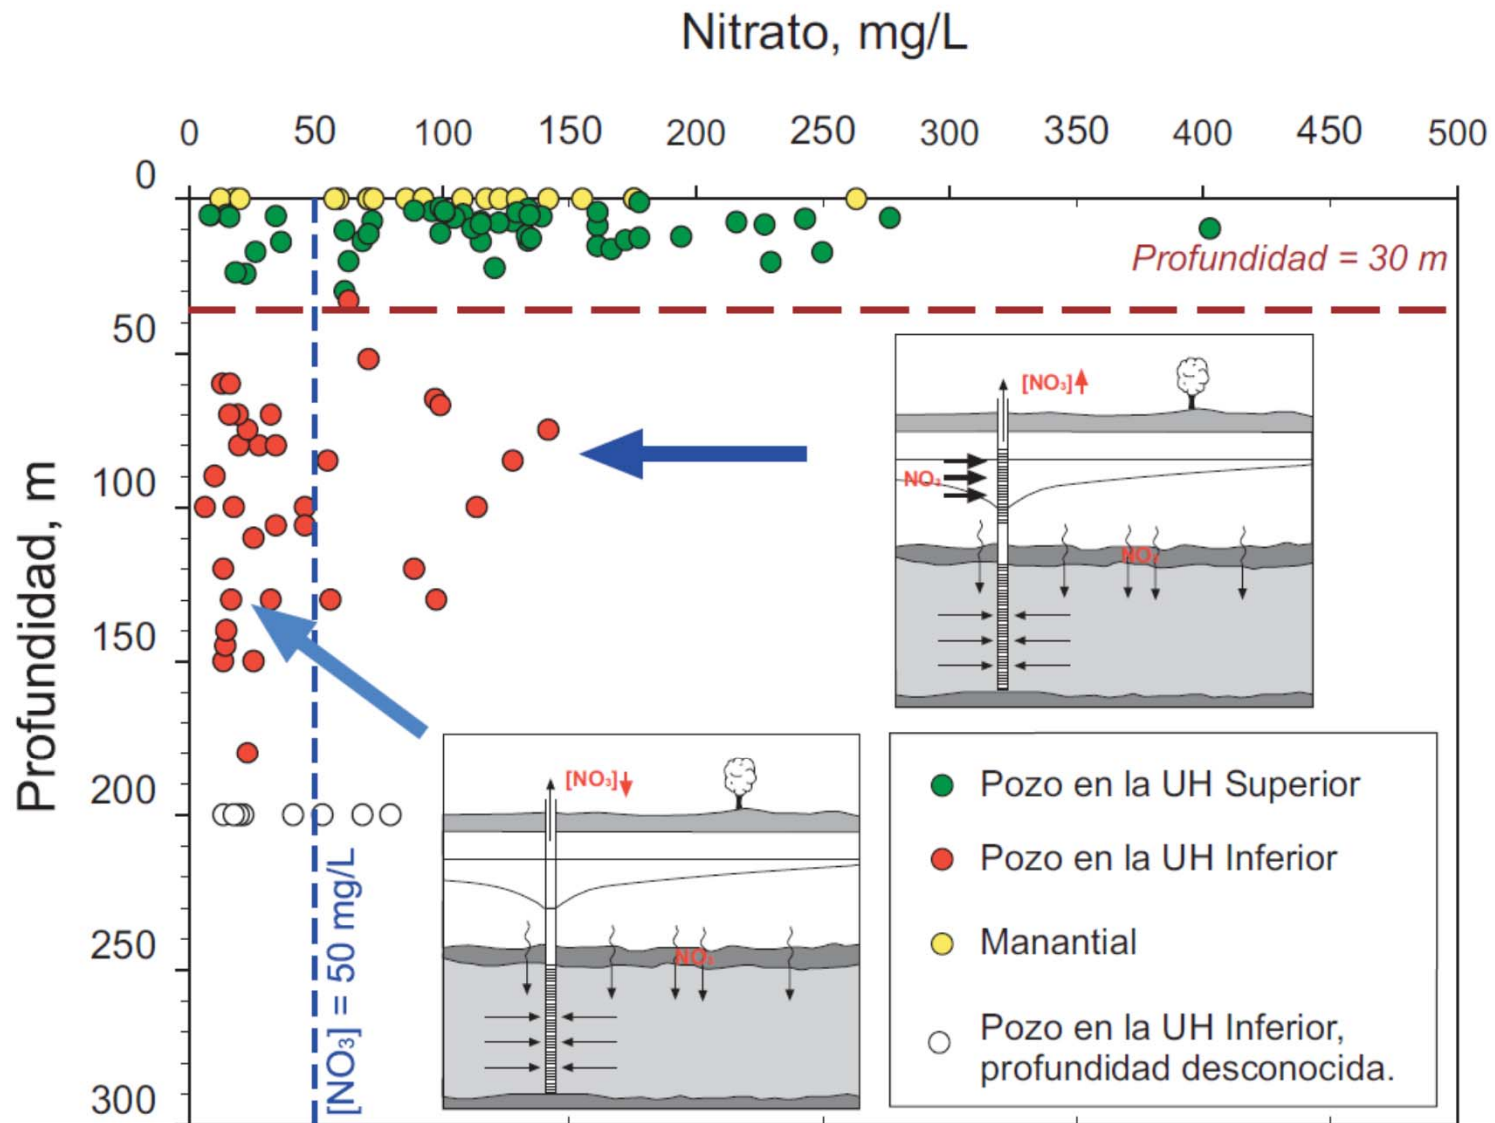 Nitrato, mg/L
0 50 100 150 200 250 300 350 400 450 500
0
Profundidad = 30 m
50
[NO₃]
NO₃
NO₃
100
150
200
250
300
Profundidad, m
[NO₃] = 50 mg/L
[NO₃]
NO₃
Pozo en la UH Superior
Pozo en la UH Inferior
Manantial
Pozo en la UH Inferior,
profundidad desconocida.